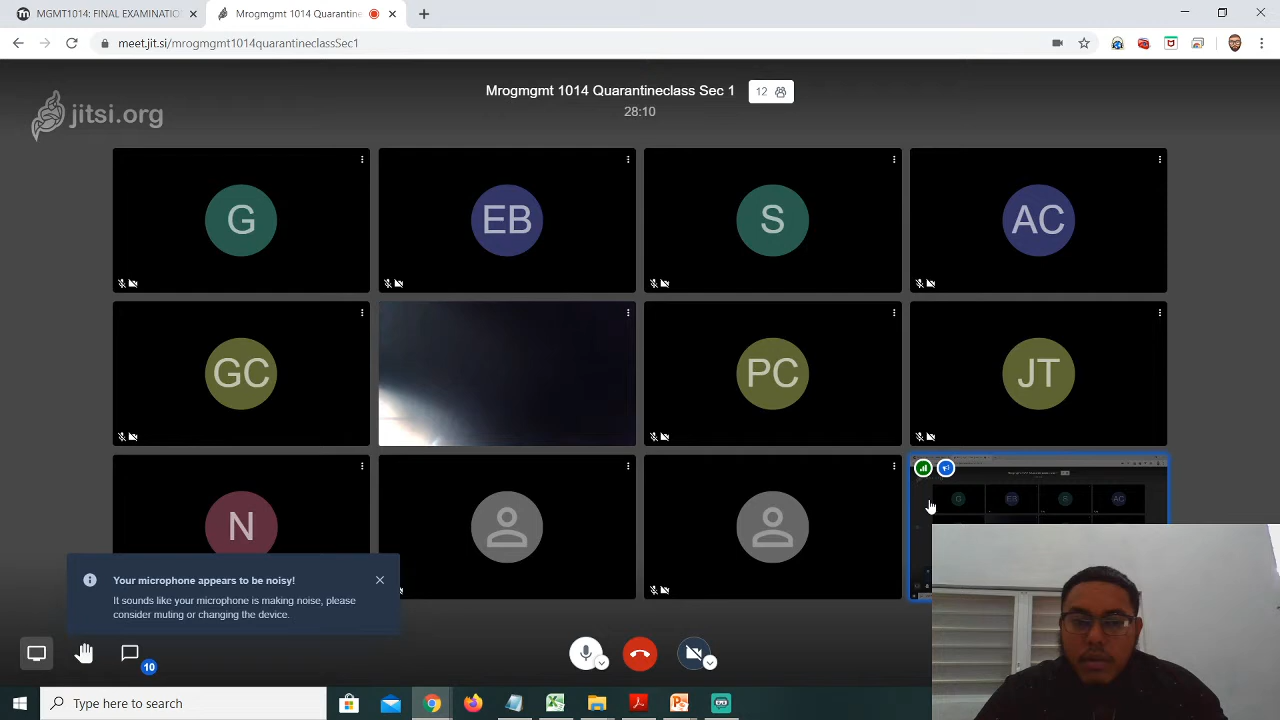 MGMT1014: FINAL EXAMINATIO
Mrogmgmt 1014 Quarantine
meet.jit.si/mrogmgmt1014quarantineclassSec1
jitsi.org
Mrogmgmt 1014 Quarantineclass Sec 1
12
28:10
G
EB
S
AC
GC
PC
JT
N
G
EB
S
AC
Your microphone appears to be noisy!
It sounds like your microphone is making noise, please
consider muting or changing the device.
10
Type here to search